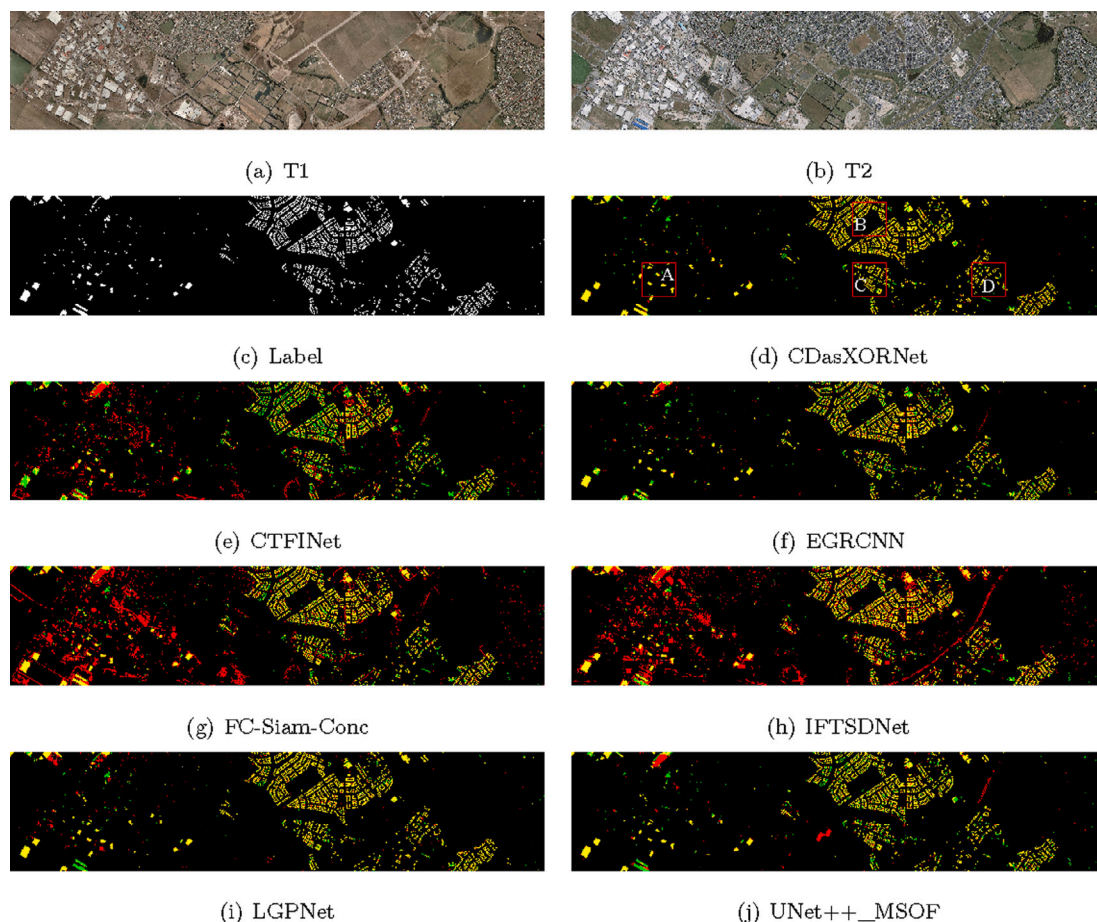 (a) T1
(b) T2
A
B
C
D
(c) Label
(d) CDasXORNet
(e) CTFINet
(f) EGRCNN
(g) FC-Siam-Conc
(h) IFTSDNet
(i) LGPNet
(j) UNet++_MSOF